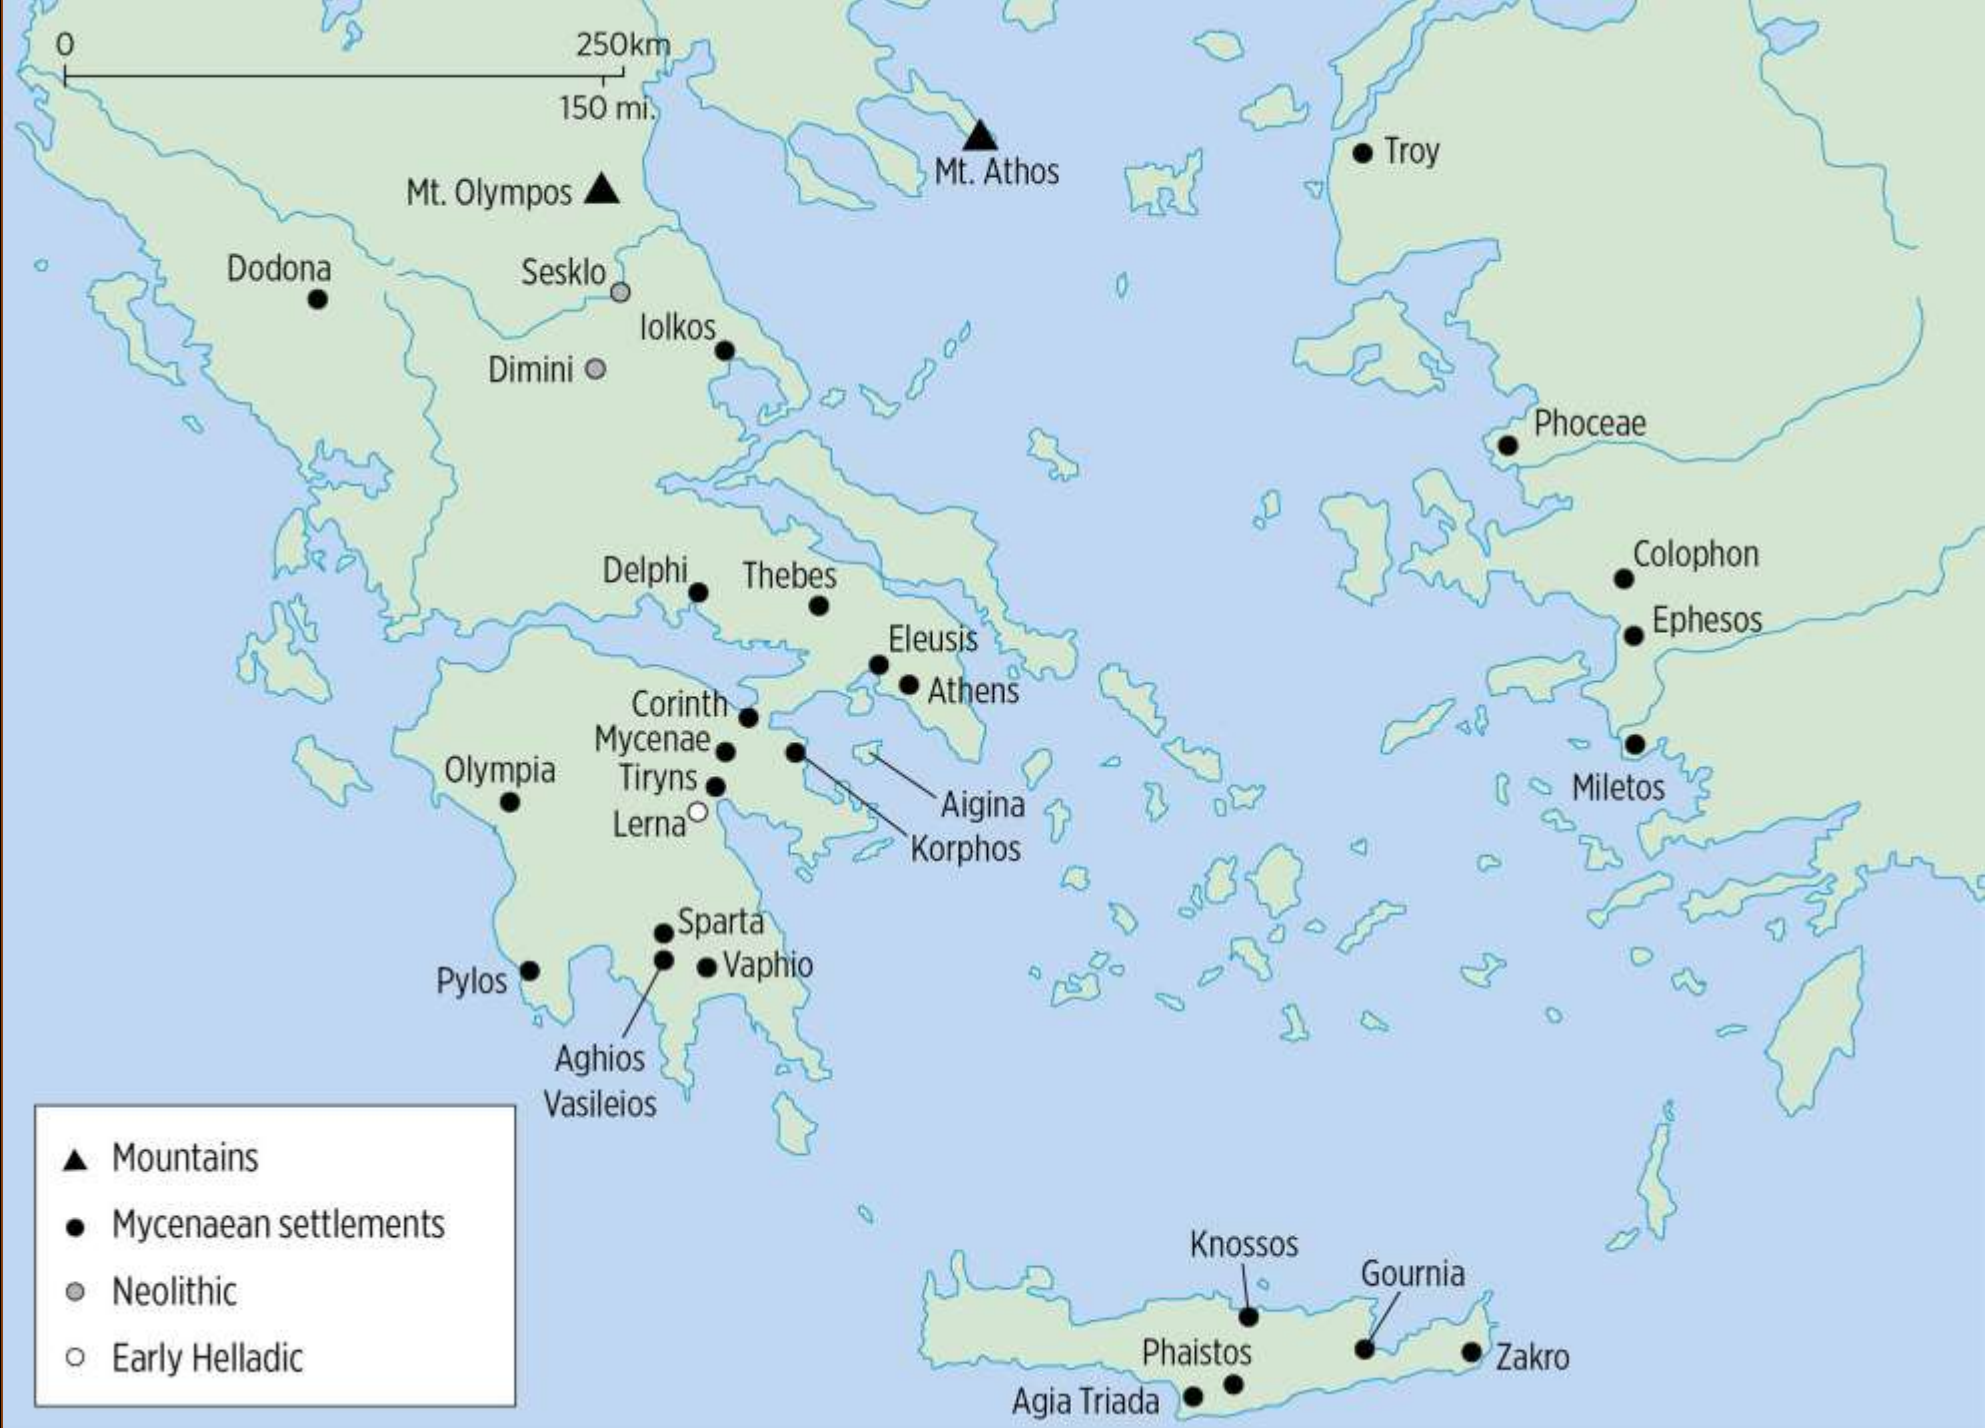 0
250km
150 mi.
Mt. Athos
Troy
Mt. Olympos
Dodona
Sesklo
Iolkos
Dimini
Phoceae
Delphi
Thebes
Colophon
Ephesos
Eleusis
Athens
Corinth
Mycenae
Tiryns
Lerna
Olympia
Miletos
Aigina
Korphos
Sparta
Vaphio
Pylos
Aghios
Vasileios
Mountains
Mycenaean settlements
Neolithic
Early Helladic
Knossos
Gournia
Phaistos
Zakro
Agia Triada